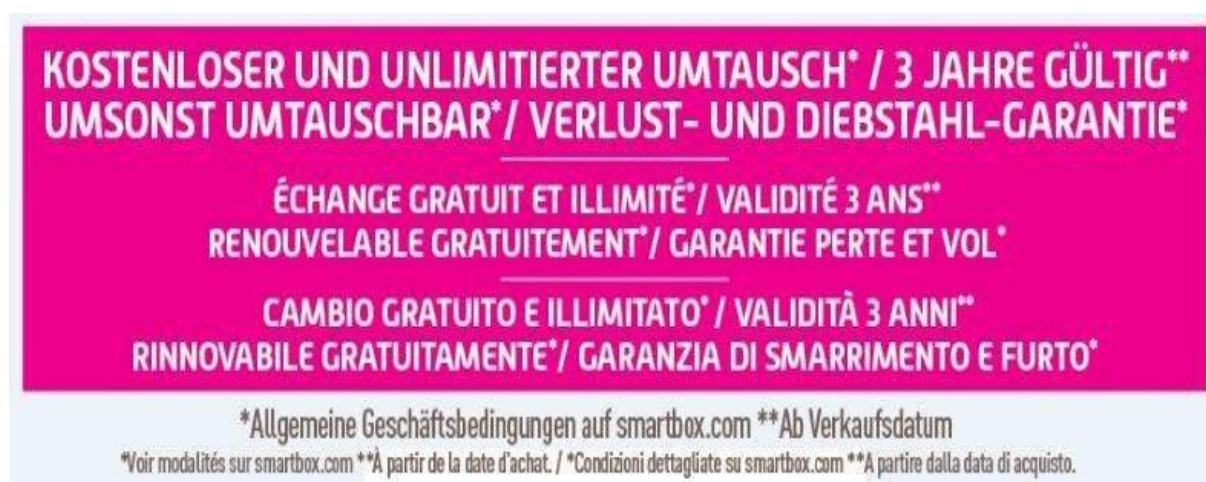 KOSTENLOSER UND UNLIMITIERTER UMTAUSCH* / 3 JAHRE GÜLTIG**
UMSONST UMTAUSCHBAR*/ VERLUST- UND DIEBSTAHL-GARANTIE*
ÉCHANGE GRATUIT ET ILLIMITÉ*/ VALIDITÉ 3 ANS**
RENOUVELABLE GRATUITEMENT*/ GARANTIE PERTE ET VOL*
CAMBIO GRATUITO E ILLIMITATO* / VALIDITÀ 3 ANNI**
RINNOVABILE GRATUITAMENTE*/ GARANZIA DI SMARRIMENTO E FURTO*
*Allgemeine Geschäftsbedingungen auf smartbox.com **Ab Verkaufsdatum
*Voir modalités sur smartbox.com **À partir de la date d'achat. / *Condizioni dettagliate su smartbox.com **A partire dalla data di acquisto.